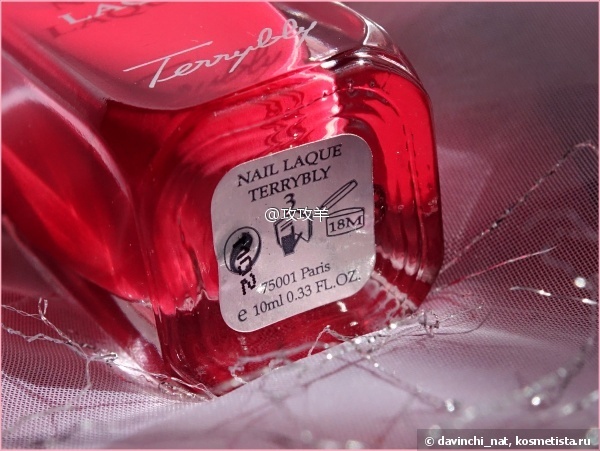 LA
Terrybly
NAIL LAQUE
TERRYBLY
3
@攻攻羊
18M
75001 Paris
e 10ml 0.33 FL.OZ.
© davinchi_nat, kosmetista.ru